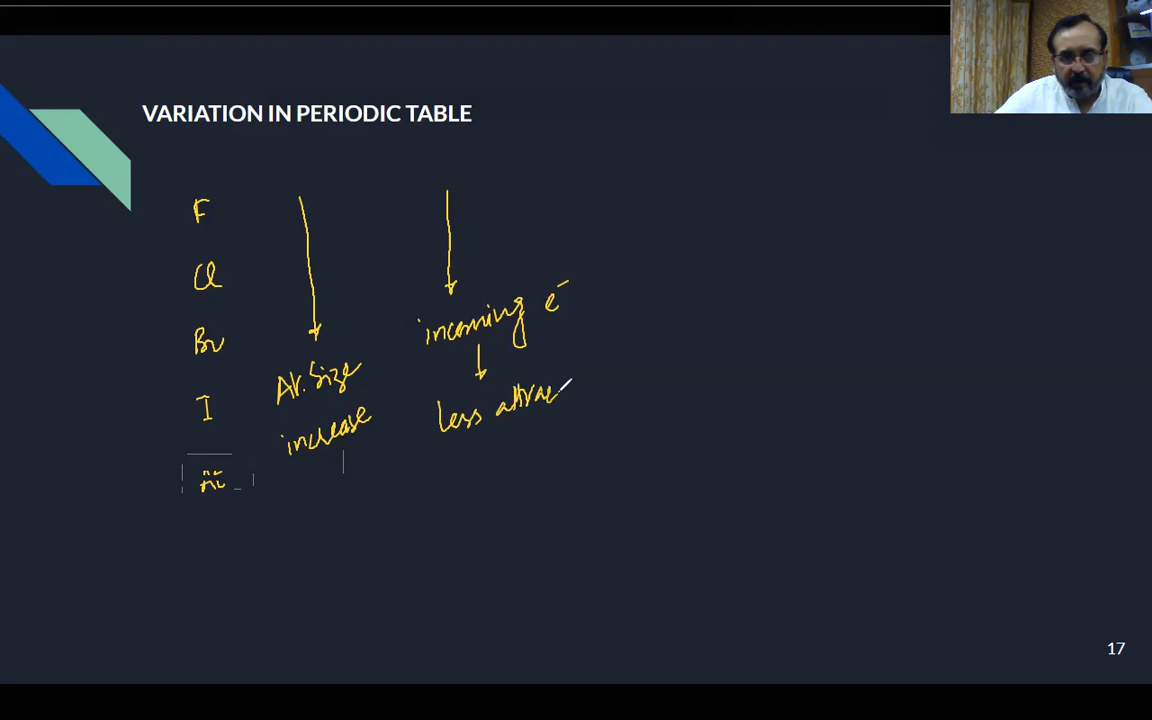 VARIATION IN PERIODIC TABLE
F
Cl
Br
I
At. Size
increase
incoming e⁻
less attrac
17